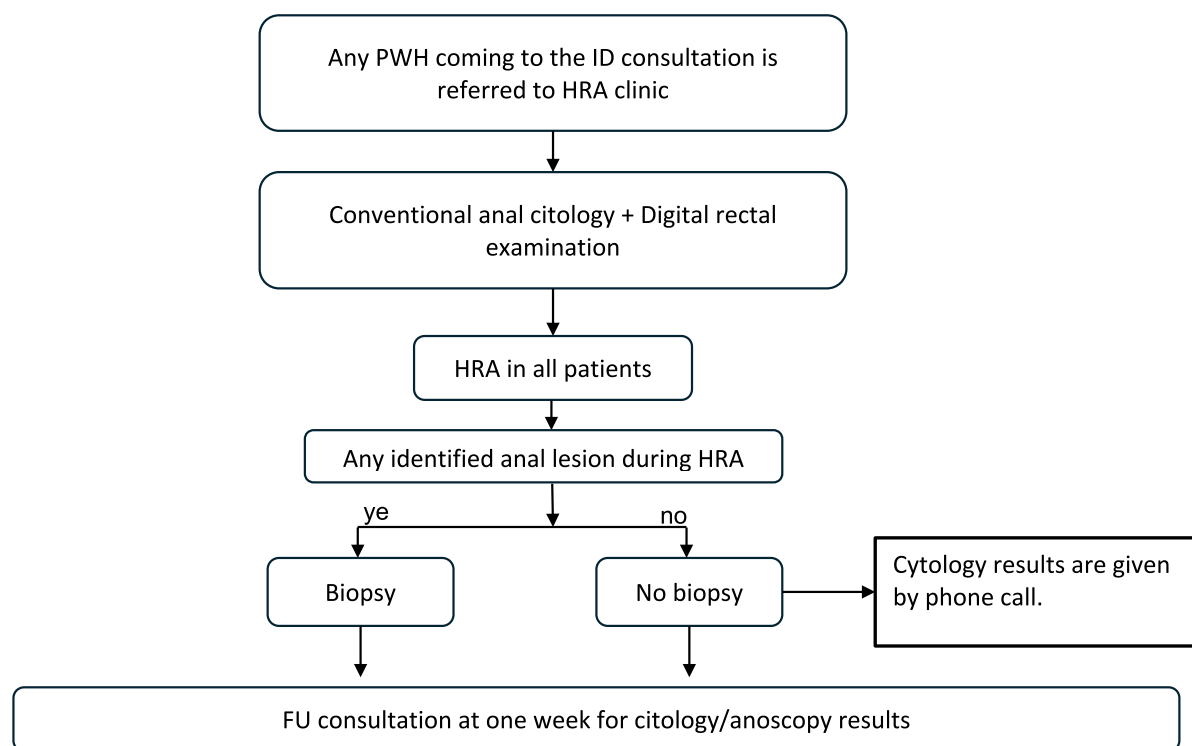 Any PWH coming to the ID consultation is
referred to HRA clinic
Conventional anal citology + Digital rectal
examination
HRA in all patients
Any identified anal lesion during HRA
ye
no
Biopsy
No biopsy
Cytology results are given
by phone call.
FU consultation at one week for citology/anoscopy results